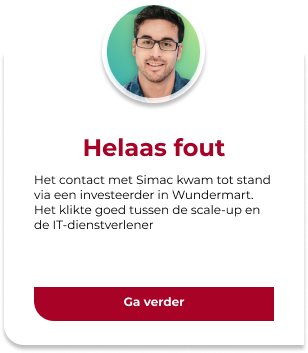 Helaas fout
Het contact met Simac kwam tot stand
via een investeerder in Wundermart.
Het klikte goed tussen de scale-up en
de IT-dienstverlener
Ga verder